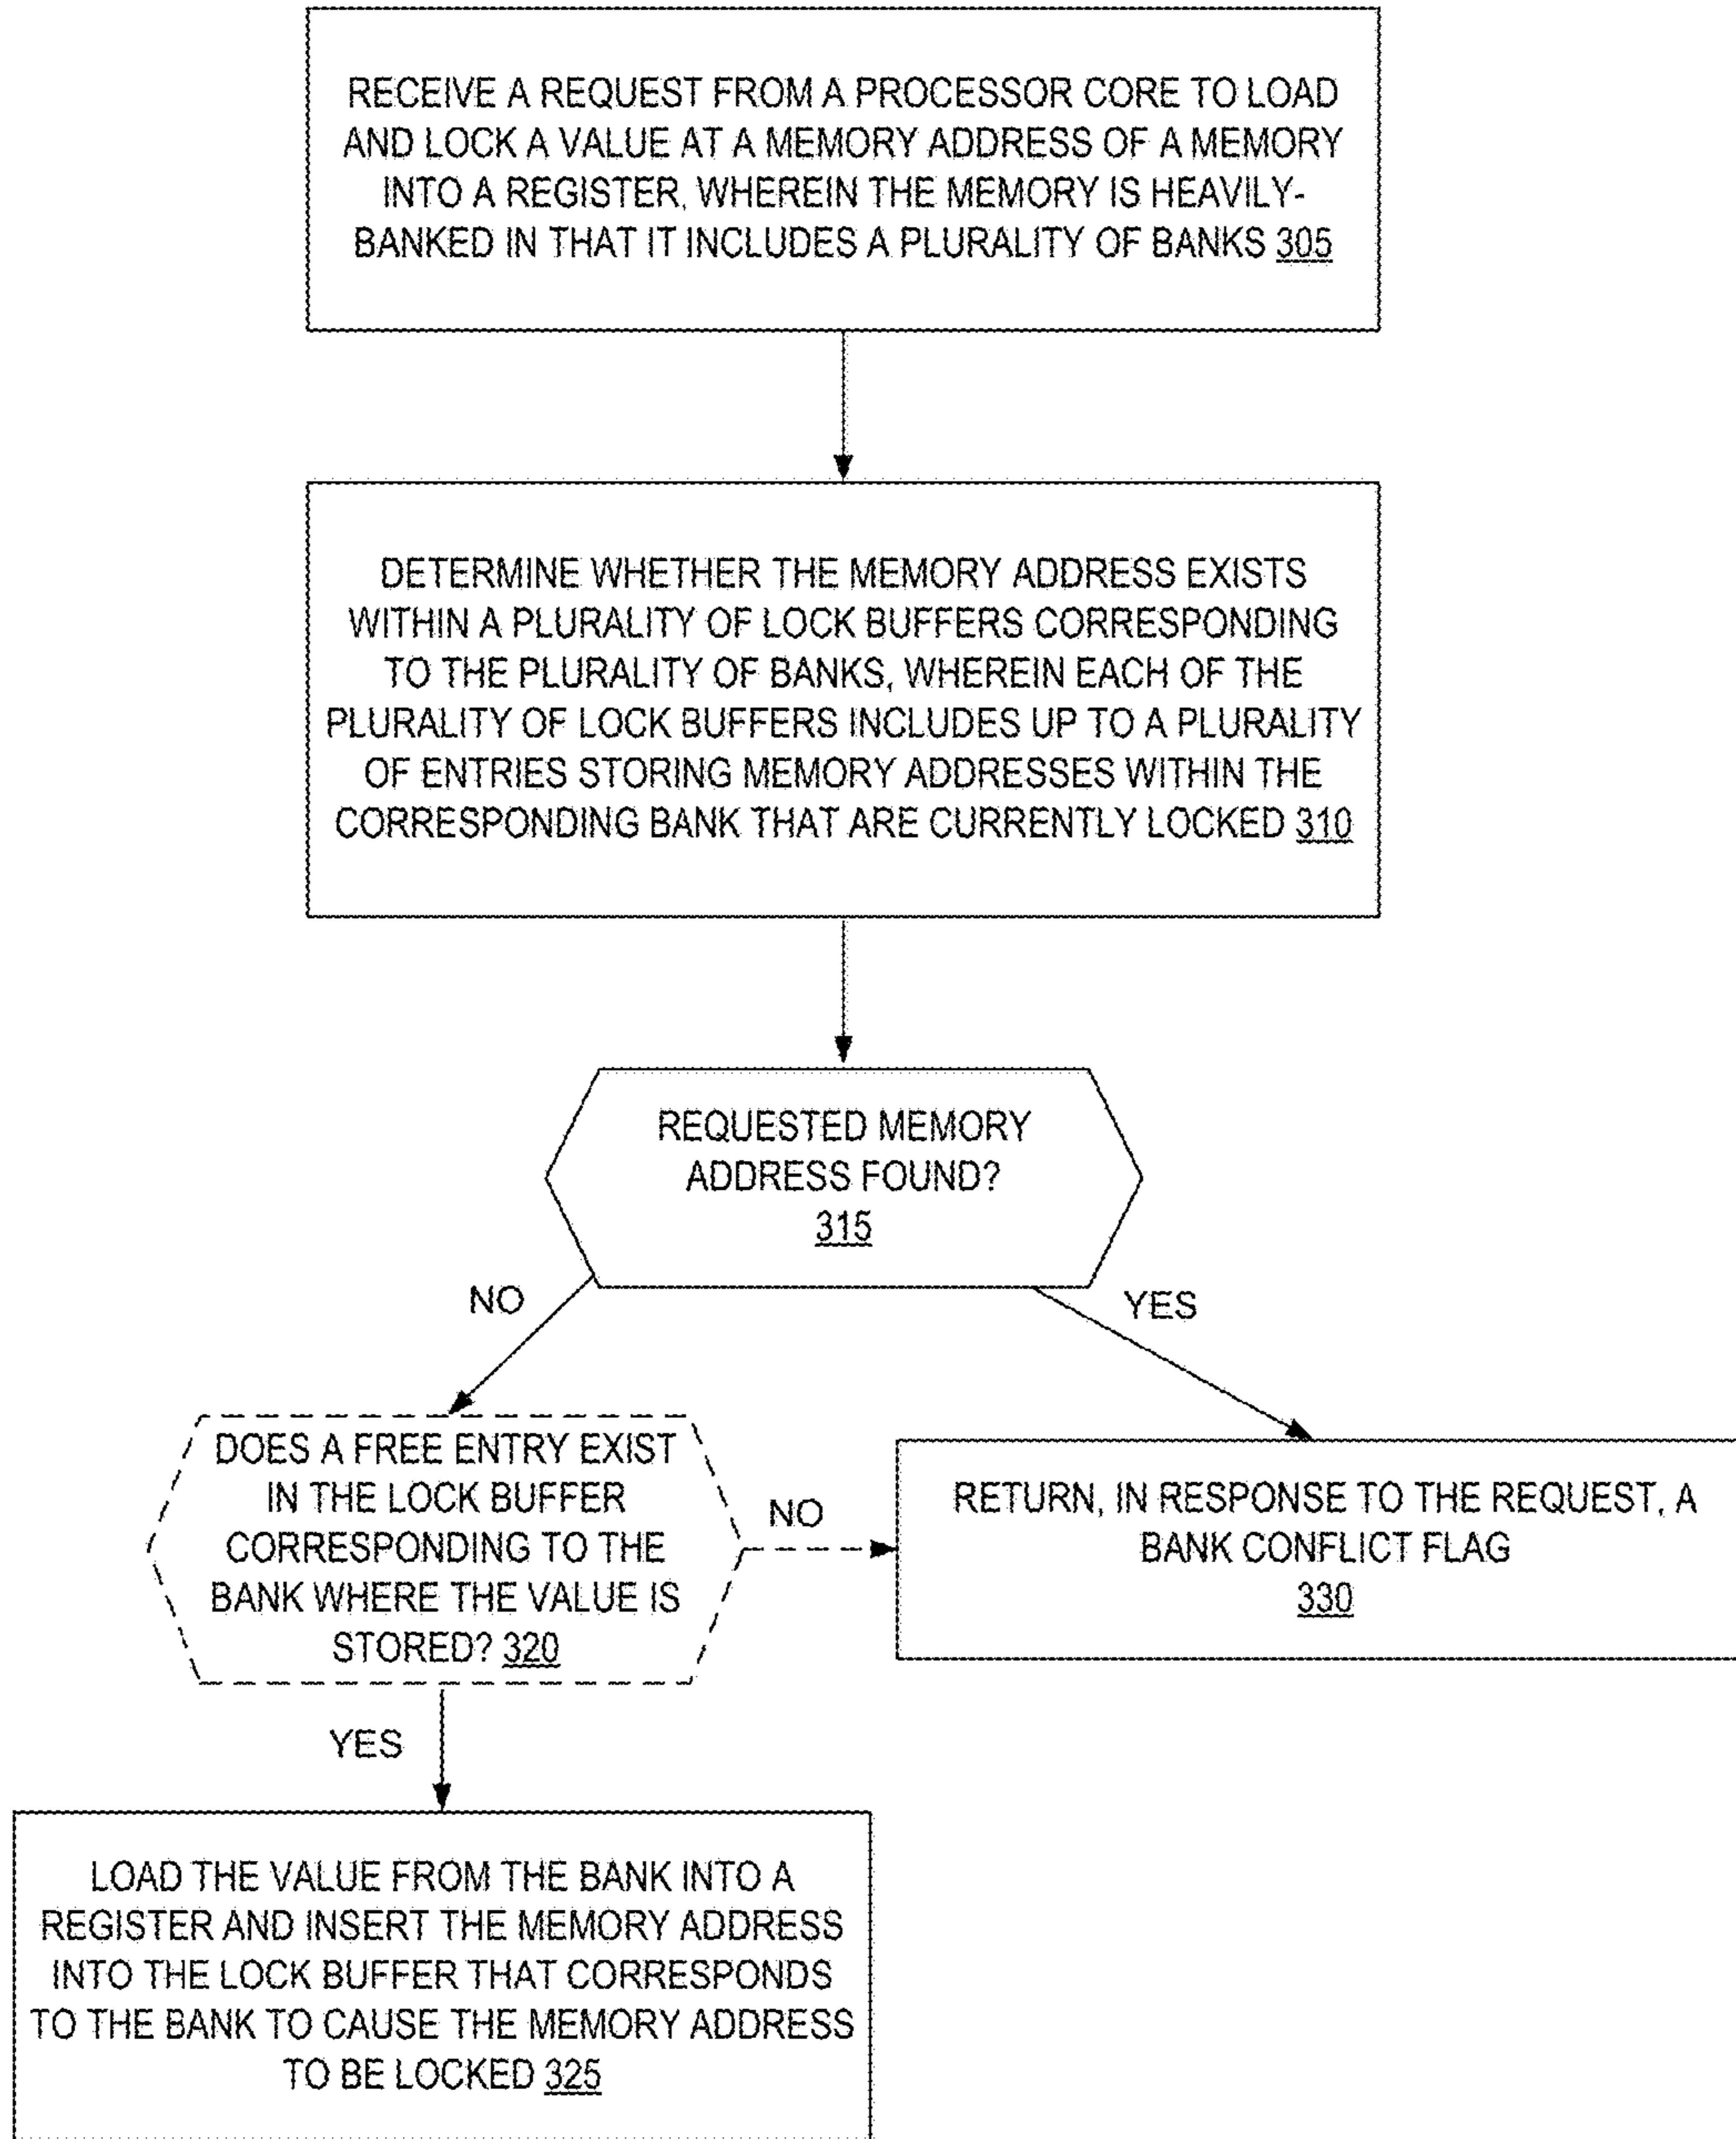 RECEIVE A REQUEST FROM A PROCESSOR CORE TO LOAD
AND LOCK A VALUE AT A MEMORY ADDRESS OF A MEMORY
INTO A REGISTER, WHEREIN THE MEMORY IS HEAVILY-
BANKED IN THAT IT INCLUDES A PLURALITY OF BANKS 305
DETERMINE WHETHER THE MEMORY ADDRESS EXISTS
WITHIN A PLURALITY OF LOCK BUFFERS CORRESPONDING
TO THE PLURALITY OF BANKS, WHEREIN EACH OF THE
PLURALITY OF LOCK BUFFERS INCLUDES UP TO A PLURALITY
OF ENTRIES STORING MEMORY ADDRESSES WITHIN THE
CORRESPONDING BANK THAT ARE CURRENTLY LOCKED 310
REQUESTED MEMORY
ADDRESS FOUND?
315
NO
YES
DOES A FREE ENTRY EXIST
IN THE LOCK BUFFER
CORRESPONDING TO THE
BANK WHERE THE VALUE IS
STORED? 320
NO
RETURN, IN RESPONSE TO THE REQUEST, A
BANK CONFLICT FLAG
330
YES
LOAD THE VALUE FROM THE BANK INTO A
REGISTER AND INSERT THE MEMORY ADDRESS
INTO THE LOCK BUFFER THAT CORRESPONDS
TO THE BANK TO CAUSE THE MEMORY ADDRESS
TO BE LOCKED 325